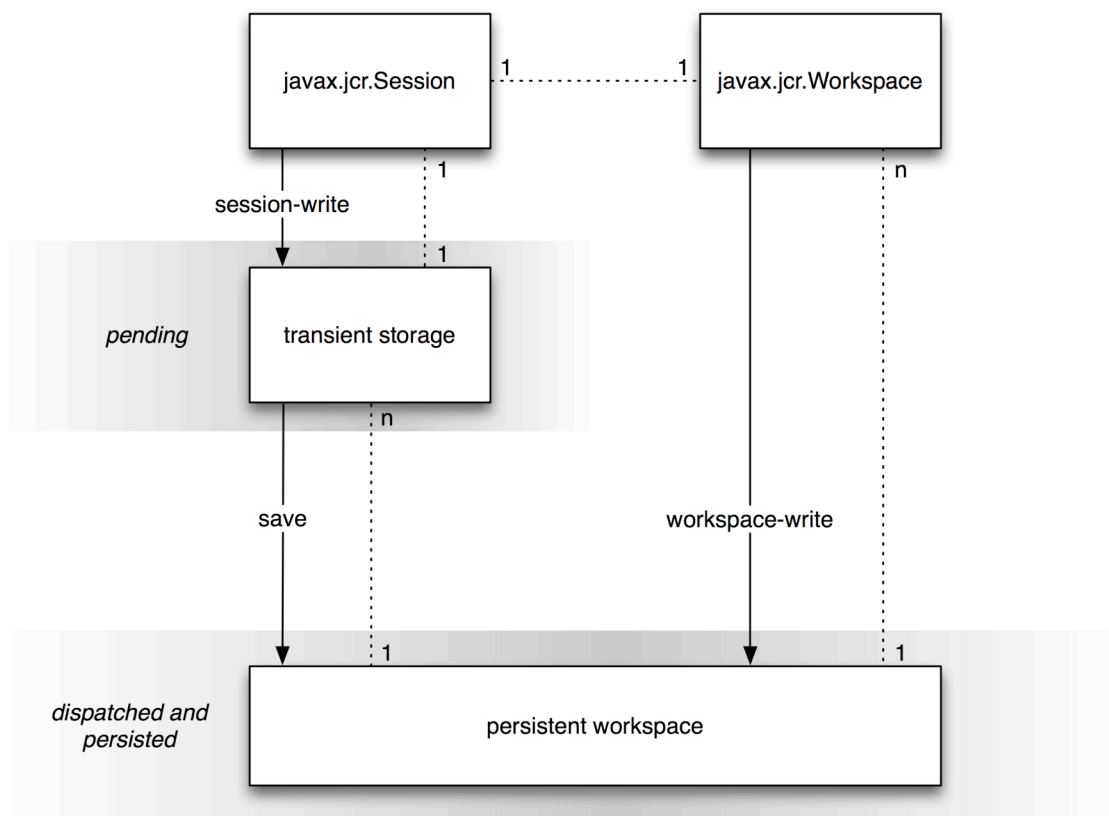 javax.jcr.Session
1
1
javax.jcr.Workspace
1
n
session-write
1
pending
transient storage
n
save
workspace-write
1
1
dispatched and
persisted
persistent workspace